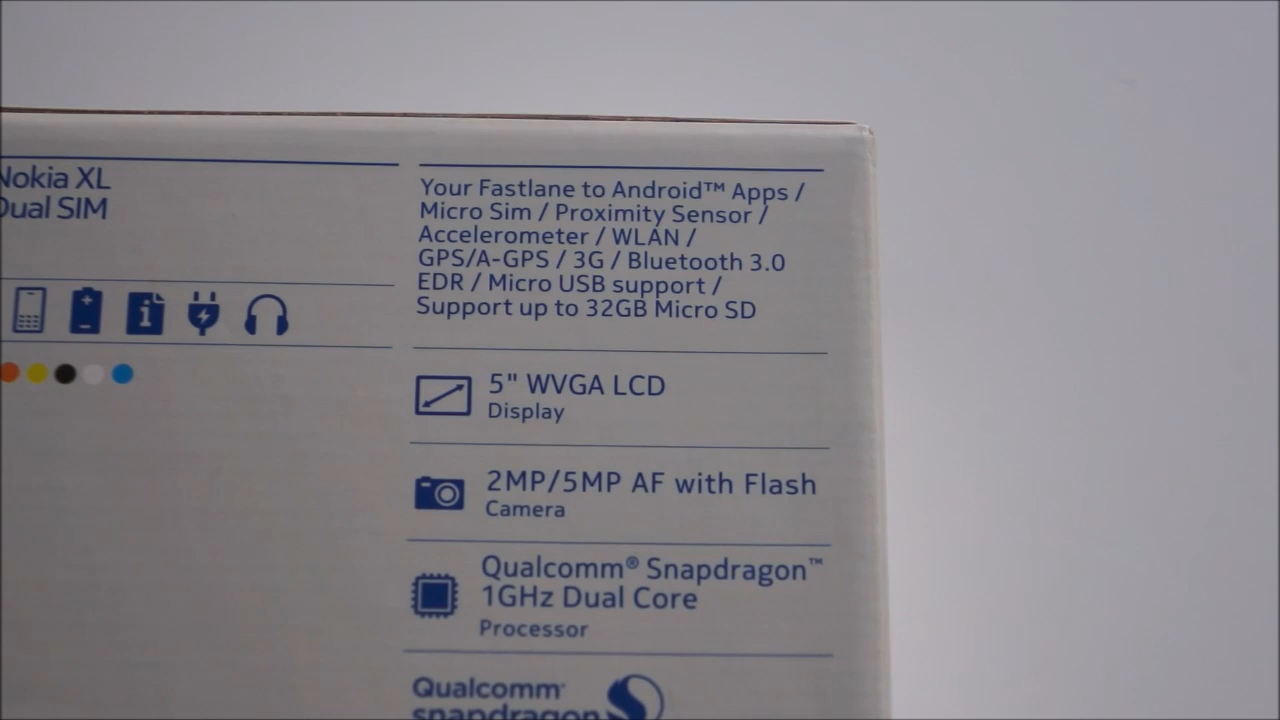 Nokia XL
Dual SIM
Your Fastlane to Android™ Apps /
Micro Sim / Proximity Sensor /
Accelerometer / WLAN /
GPS/A-GPS / 3G / Bluetooth 3.0
EDR / Micro USB support /
Support up to 32GB Micro SD
5" WVGA LCD
Display
2MP/5MP AF with Flash
Camera
Qualcomm® Snapdragon™
1GHz Dual Core
Processor
Qualcomm
snapdragon